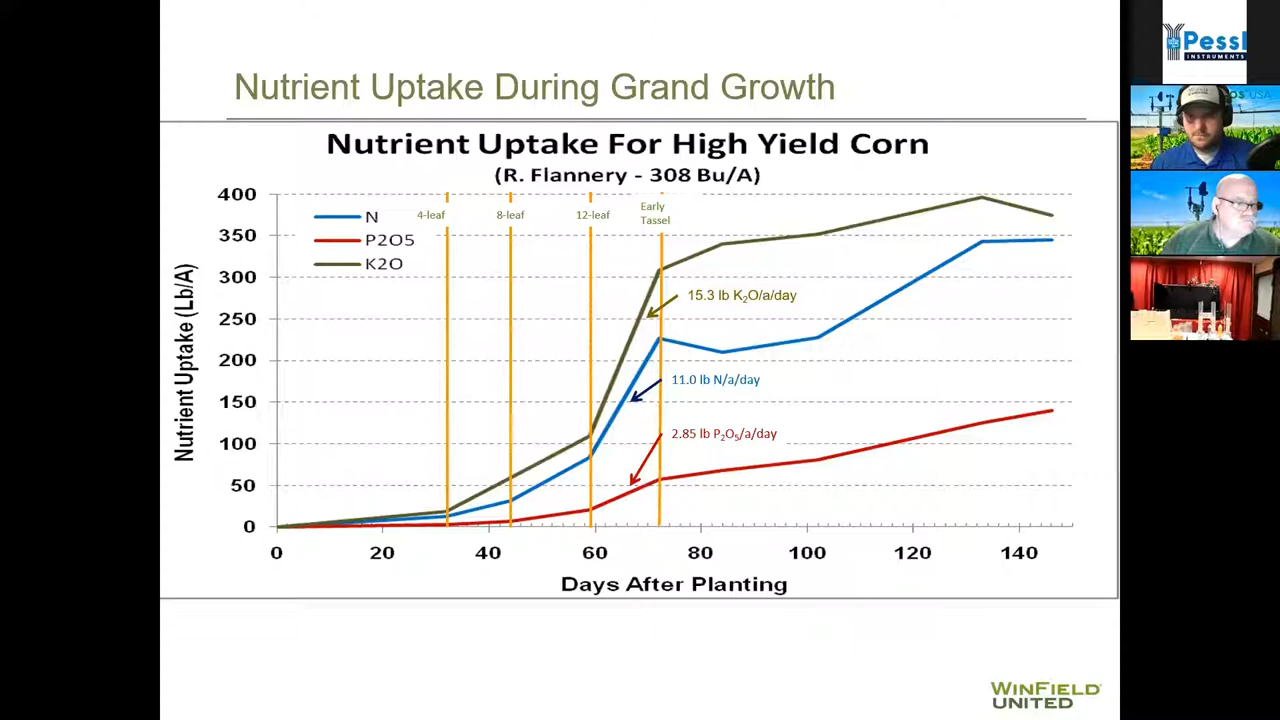 Nutrient Uptake During Grand Growth
Nutrient Uptake For High Yield Corn
(R. Flannery - 308 Bu/A)
400
350
300
250
200
150
100
50
0
Nutrient Uptake (Lb/A)
N
P2O5
K2O
4-leaf
8-leaf
12-leaf
Early
Tassel
15.3 lb K₂O/a/day
11.0 lb N/a/day
2.85 lb P₂O₅/a/day
0 20 40 60 80 100 120 140
Days After Planting
WINFIELD
UNITED
Pessl
INSTRUMENTS